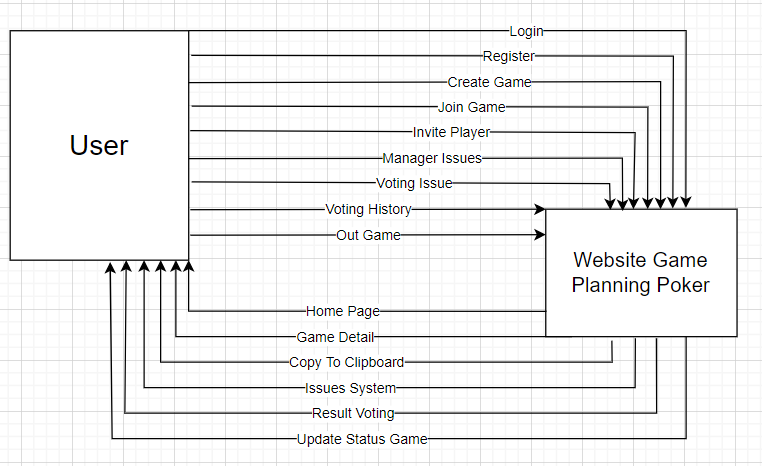 Login
Register
Create Game
Join Game
Invite Player
User
Manager Issues
Voting Issue
Voting History
Out Game
Website Game
Planning Poker
Home Page
Game Detail
Copy To Clipboard
Issues System
Result Voting
Update Status Game